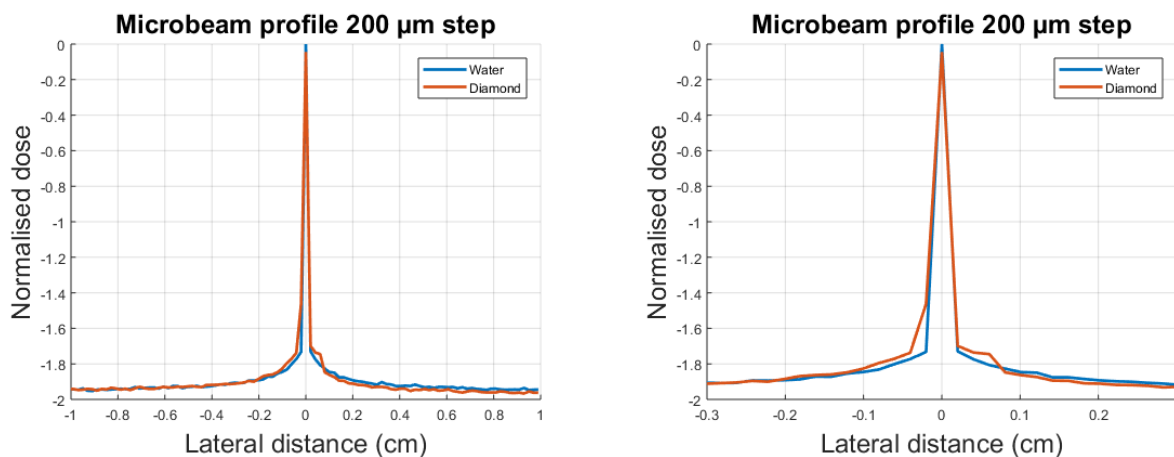 Microbeam profile 200 μm step
Normalised dose
0
-0.2
-0.4
-0.6
-0.8
-1
-1.2
-1.4
-1.6
-1.8
-2
Water
Diamond
-1 -0.8 -0.6 -0.4 -0.2 0 0.2 0.4 0.6 0.8 1
Lateral distance (cm)
Microbeam profile 200 μm step
Normalised dose
0
-0.2
-0.4
-0.6
-0.8
-1
-1.2
-1.4
-1.6
-1.8
-2
Water
Diamond
-0.3 -0.2 -0.1 0 0.1 0.2
Lateral distance (cm)